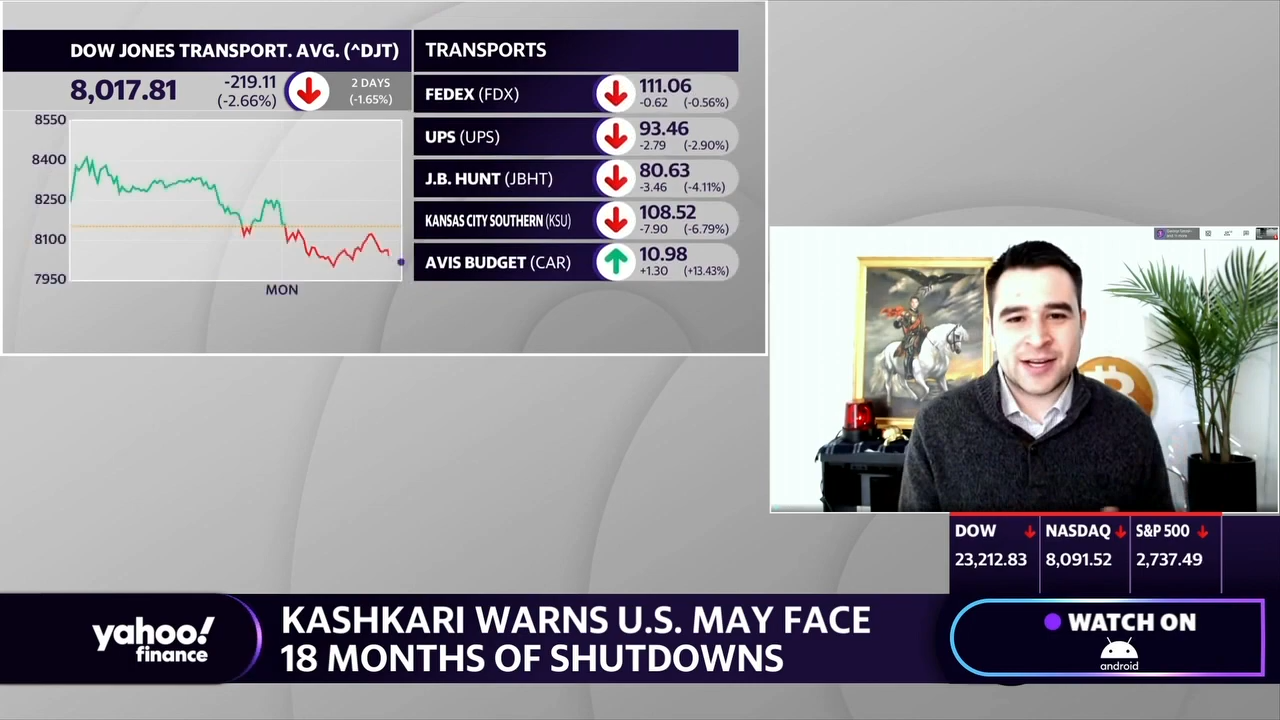 DOW JONES TRANSPORT. AVG. (^DJT)
8,017.81
-219.11
(-2.66%)
2 DAYS
(-1.65%)
8550
8400
8250
8100
7950
MON
TRANSPORTS
FEDEX (FDX)
111.06
-0.62 (-0.56%)
UPS (UPS)
93.46
-2.79 (-2.90%)
J.B. HUNT (JBHT)
80.63
-3.46 (-4.11%)
KANSAS CITY SOUTHERN (KSU)
108.52
-7.90 (-6.79%)
AVIS BUDGET (CAR)
10.98
+1.30 (+13.43%)
DOW
23,212.83
NASDAQ
8,091.52
S&P 500
2,737.49
yahoo!
finance
KASHKARI WARNS U.S. MAY FACE
18 MONTHS OF SHUTDOWNS
WATCH ON
android